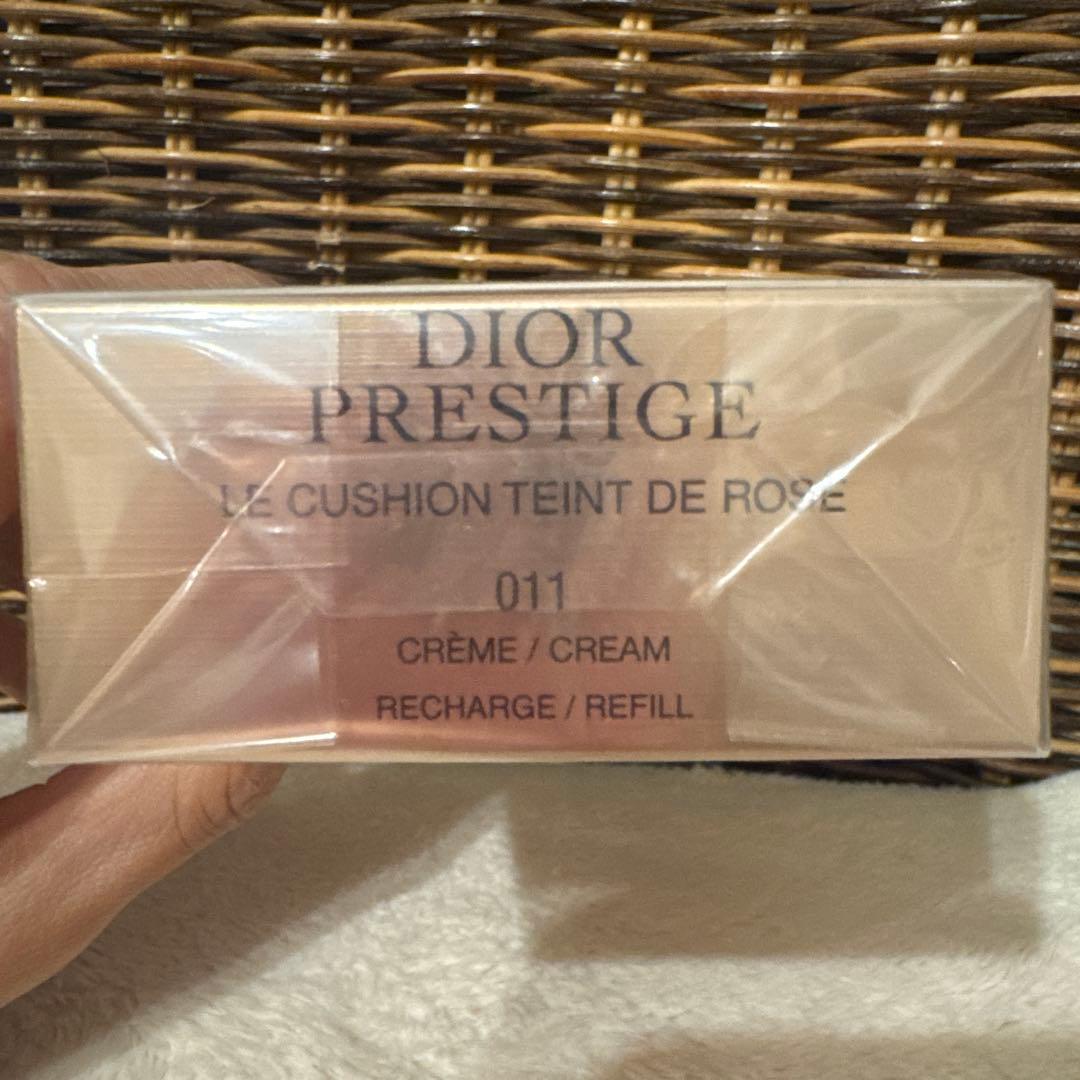 DIOR
PRESTIGE
LE CUSHION TEINT DE ROSE
011
CRÈME / CREAM
RECHARGE / REFILL